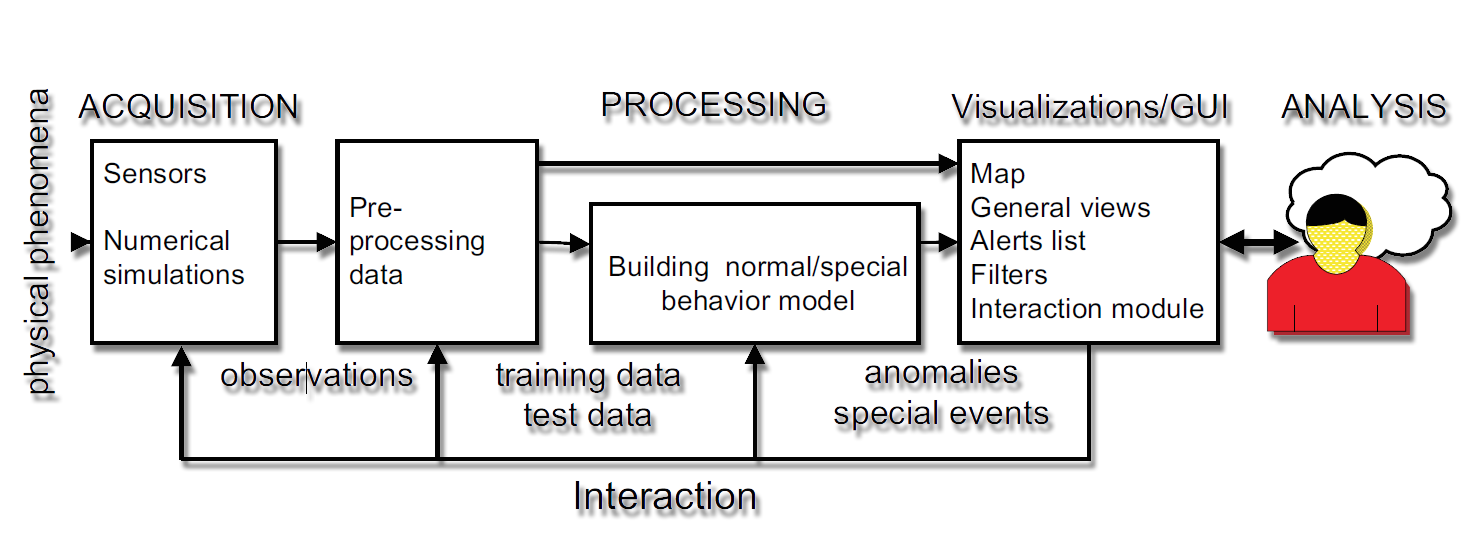 physical phenomena
ACQUISITION
PROCESSING
Visualizations/GUI
ANALYSIS
Sensors
Numerical
simulations
Pre-
processing
data
Building normal/special
behavior model
Map
General views
Alerts list
Filters
Interaction module
observations
training data
test data
anomalies
special events
Interaction